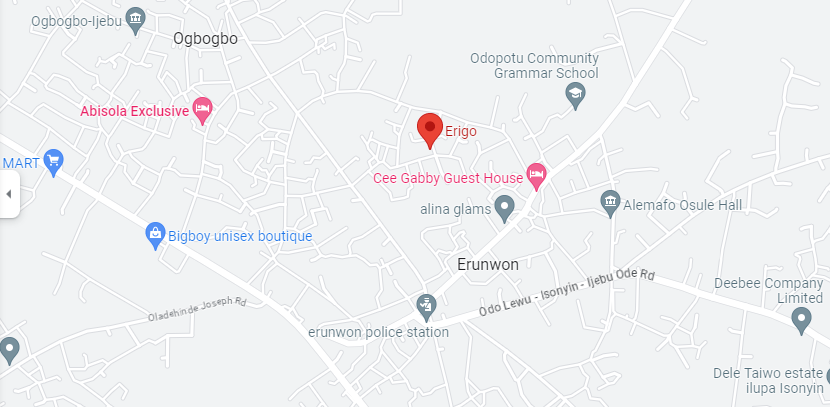 Ogbogbo-Ijebu
Ogbogbo
Odopotu Community
Grammar School
Abisola Exclusive
Erigo
MART
Cee Gabby Guest House
alina glams
Alemafo Osule Hall
Bigboy unisex boutique
Erunwon
Odo Lewu - Isonyin - Ijebu Ode Rd
Deebee Company
Limited
Oladehinde Joseph Rd
erunwon police station
Dele Taiwo estate
ilupa Isonyin